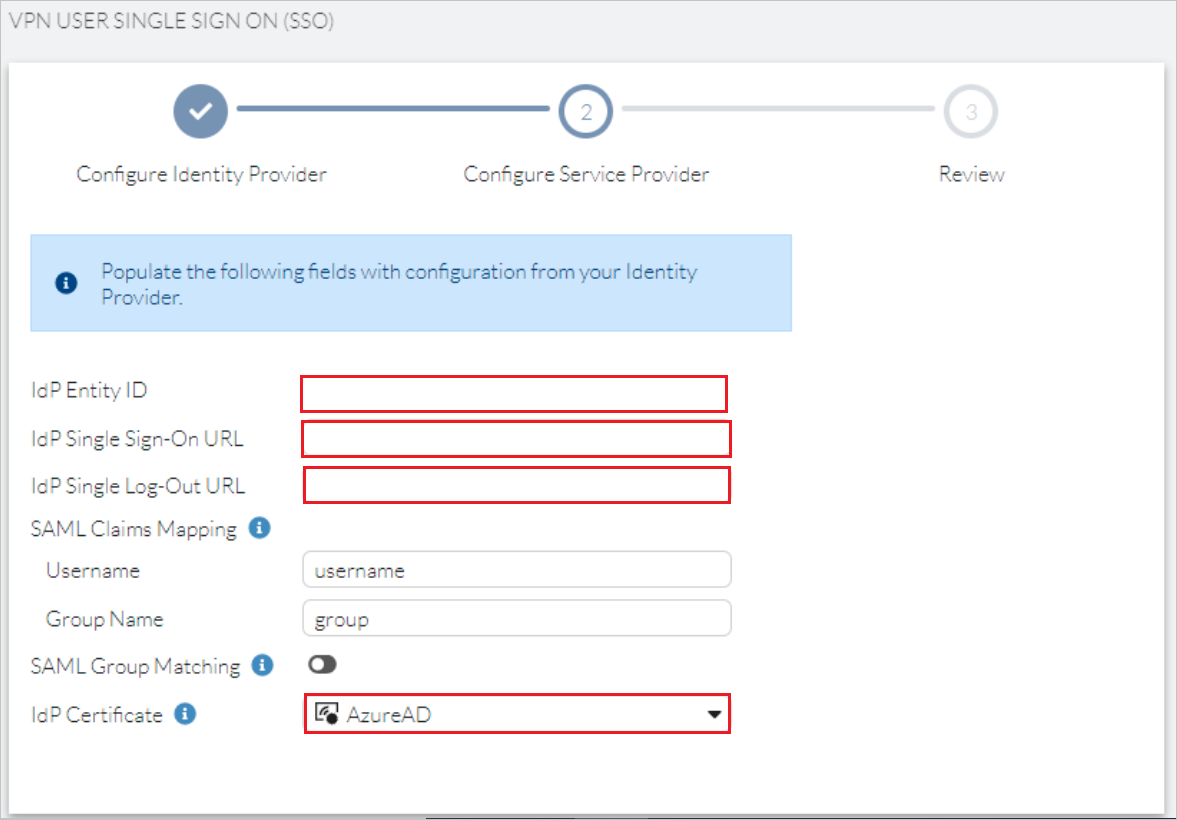 VPN USER SINGLE SIGN ON (SSO)
2
3
Configure Identity Provider
Configure Service Provider
Review
Populate the following fields with configuration from your Identity
Provider.
IdP Entity ID
IdP Single Sign-On URL
IdP Single Log-Out URL
SAML Claims Mapping
Username
username
Group Name
group
SAML Group Matching
IdP Certificate
AzureAD